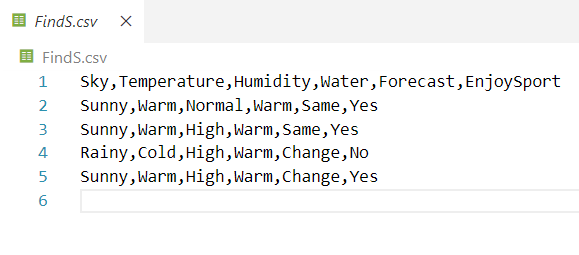 FindS.csv
FindS.csv
1 Sky,Temperature,Humidity,Water,Forecast,EnjoySport
2 Sunny,Warm,Normal,Warm,Same,Yes
3 Sunny,Warm,High,Warm,Same,Yes
4 Rainy,Cold,High,Warm,Change,No
5 Sunny,Warm,High,Warm,Change,Yes
6